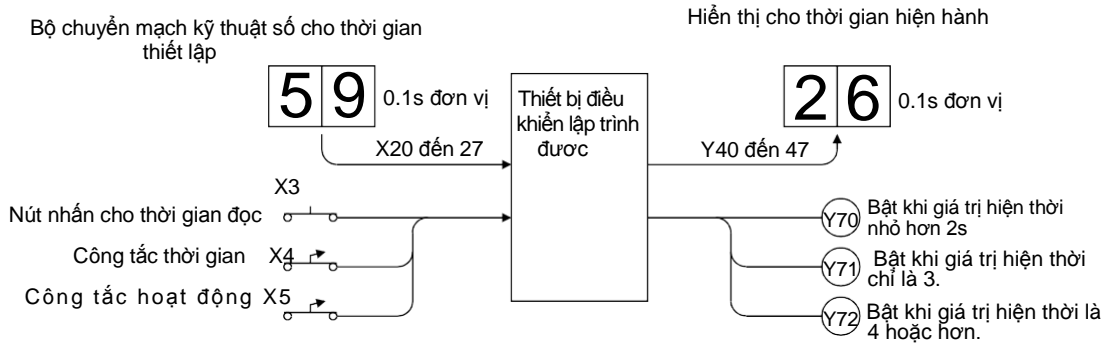 Bộ chuyển mạch kỹ thuật số cho thời gian
thiết lập
Hiển thị cho thời gian hiện hành
5 9
0.1s đơn vị
Thiết bị điều
khiển lập trình
đươc
2 6
0.1s đơn vị
X20 đến 27
Y40 đến 47
X3
Nút nhấn cho thời gian đọc
Công tắc thời gian X4
Công tắc hoạt động X5
Y70
Bật khi giá trị hiện thời
nhỏ hơn 2s
Y71
Bật khi giá trị hiện thời
chỉ là 3.
Y72
Bật khi giá trị hiện thời là
4 hoặc hơn.